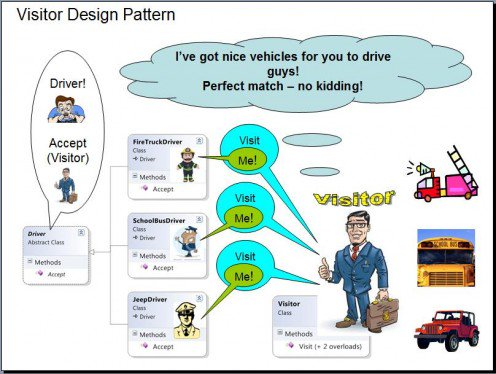 Visitor Design Pattern
I've got nice vehicles for you to drive
guys!
Perfect match – no kidding!
Driver!
Accept
(Visitor)
Driver
Abstract Class
Methods
Accept
FireTruckDriver
Class
Driver
Methods
Accept
Visit
Me!
SchoolBusDriver
Class
Driver
Methods
Accept
Visit
Me!
JeepDriver
Class
Driver
Methods
Accept
Visit
Me!
Visitor
Visitor
Class
Methods
Visit (+ 2 overloads)
SCHOOL BUS